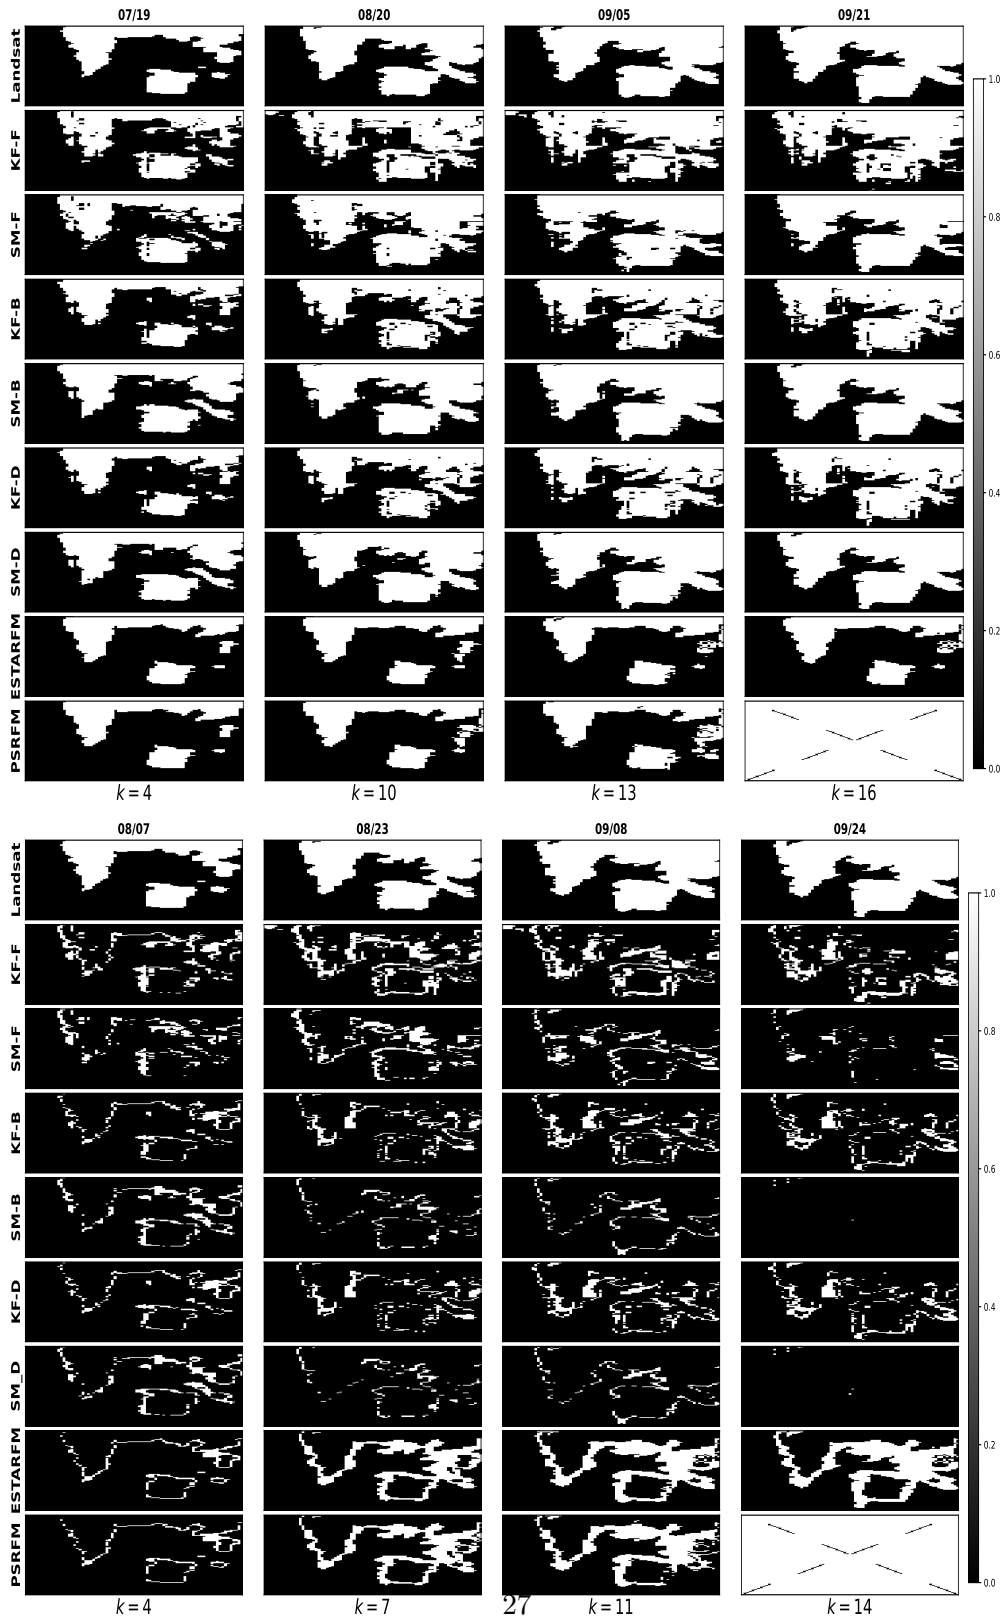 07/19 08/20 09/05 09/21
Landsat
KF-F
SM-F
KF-B
SM-B
KF-D
SM-D
ESTARFM
PSRFM
1.0
0.8
0.6
0.4
0.2
0.0
k = 4 k = 10 k = 13 k = 16
08/07 08/23 09/08 09/24
Landsat
KF-F
SM-F
KF-B
SM-B
KF-D
SM_D
ESTARFM
PSRFM
1.0
0.8
0.6
0.4
0.2
0.0
k = 4 k = 7 k = 11 k = 14
27